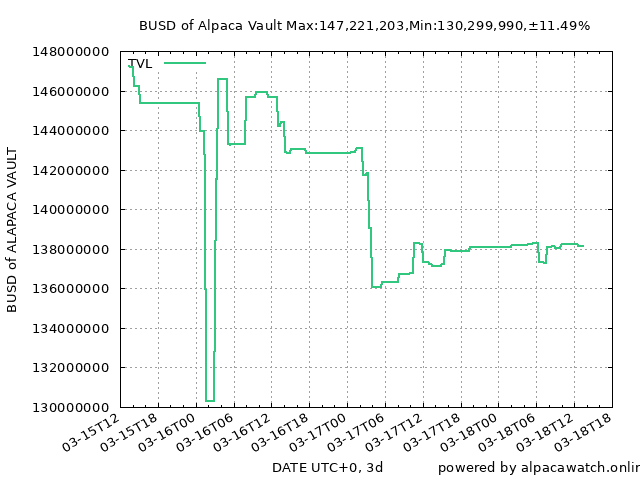 BUSD of Alpaca Vault Max:147,221,203,Min:130,299,990,±11.49%
TVL
BUSD of ALAPACA VAULT
148000000
146000000
144000000
142000000
140000000
138000000
136000000
134000000
132000000
130000000
03-15T12
03-15T18
03-16T00
03-16T06
03-16T12
03-16T18
03-17T00
03-17T06
03-17T12
03-17T18
03-18T00
03-18T06
03-18T12
03-18T18
DATE UTC+0, 3d
powered by alpacawatch.onlin